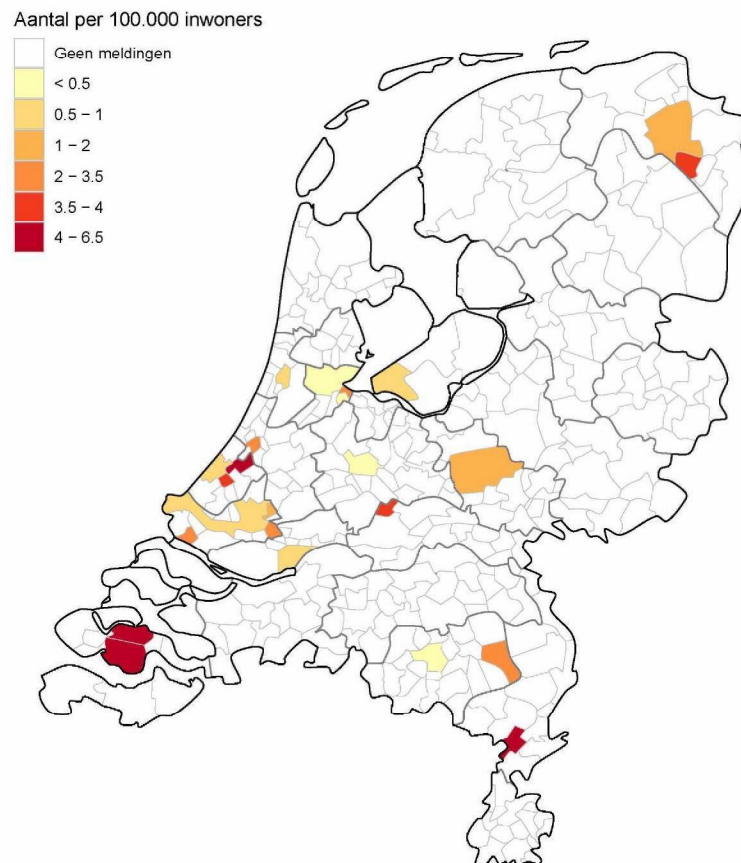 Aantal per 100.000 inwoners
Geen meldingen
< 0.5
0.5 – 1
1 – 2
2 – 3.5
3.5 – 4
4 – 6.5